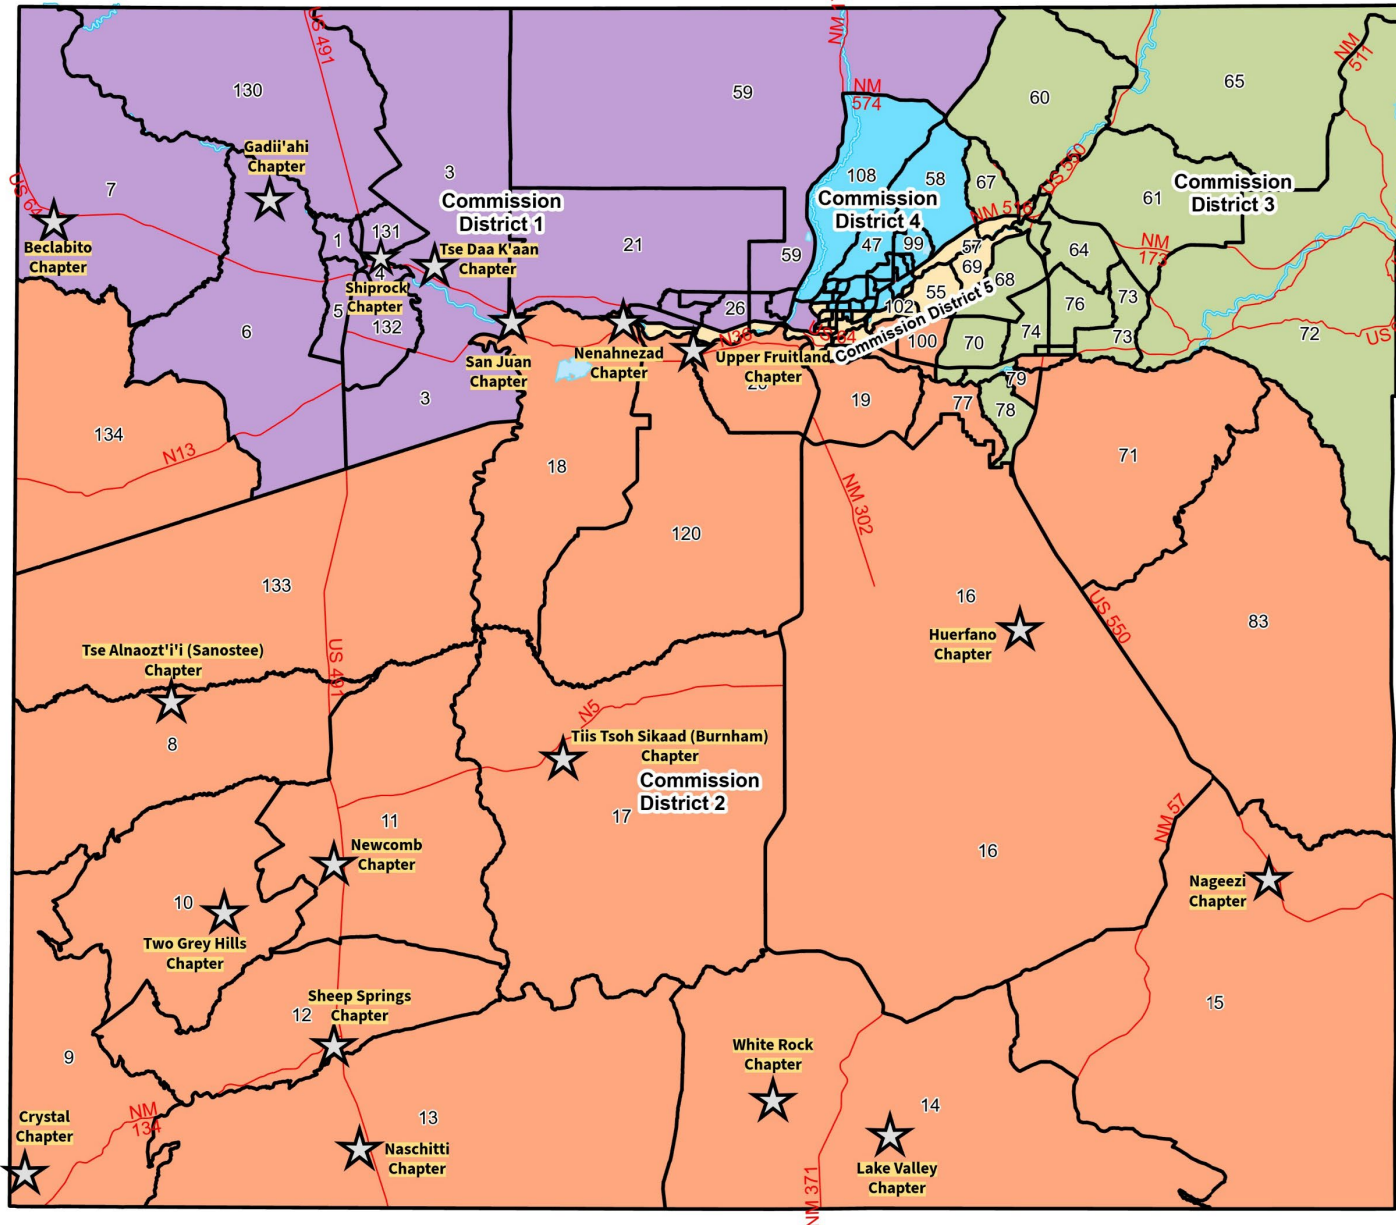 US 491
NM
511
130
59
NM
574
60
65
Gadii'ahi
Chapter
7
3
108
58
67
US 550
61
US 64
Commission
District 1
Commission
District 4
Commission
District 3
NM 516
Beclabito
Chapter
1
131
Tse Daa K'aan
Chapter
21
59
47
99
57
64
NM
173
4
Shiprock
Chapter
69
68
55
5
132
26
102
Commission District 5
76
73
6
San Juan
Chapter
Nenahnezad
Chapter
N36
Upper Fruitland
Chapter
100
70
74
73
72
3
19
77
79
78
134
N13
18
71
NM 302
120
133
16
US 550
83
Huerfano
Chapter
Tse Alnaozt'i'i (Sanostee)
Chapter
US 491
8
N5
Tiis Tsoh Sikaad (Burnham)
Chapter
Commission
District 2
17
11
Newcomb
Chapter
16
NM 57
Nageezi
Chapter
10
Two Grey Hills
Chapter
Sheep Springs
Chapter
12
15
9
White Rock
Chapter
Crystal
Chapter
NM
134
13
14
Naschitti
Chapter
Lake Valley
Chapter
NM 371